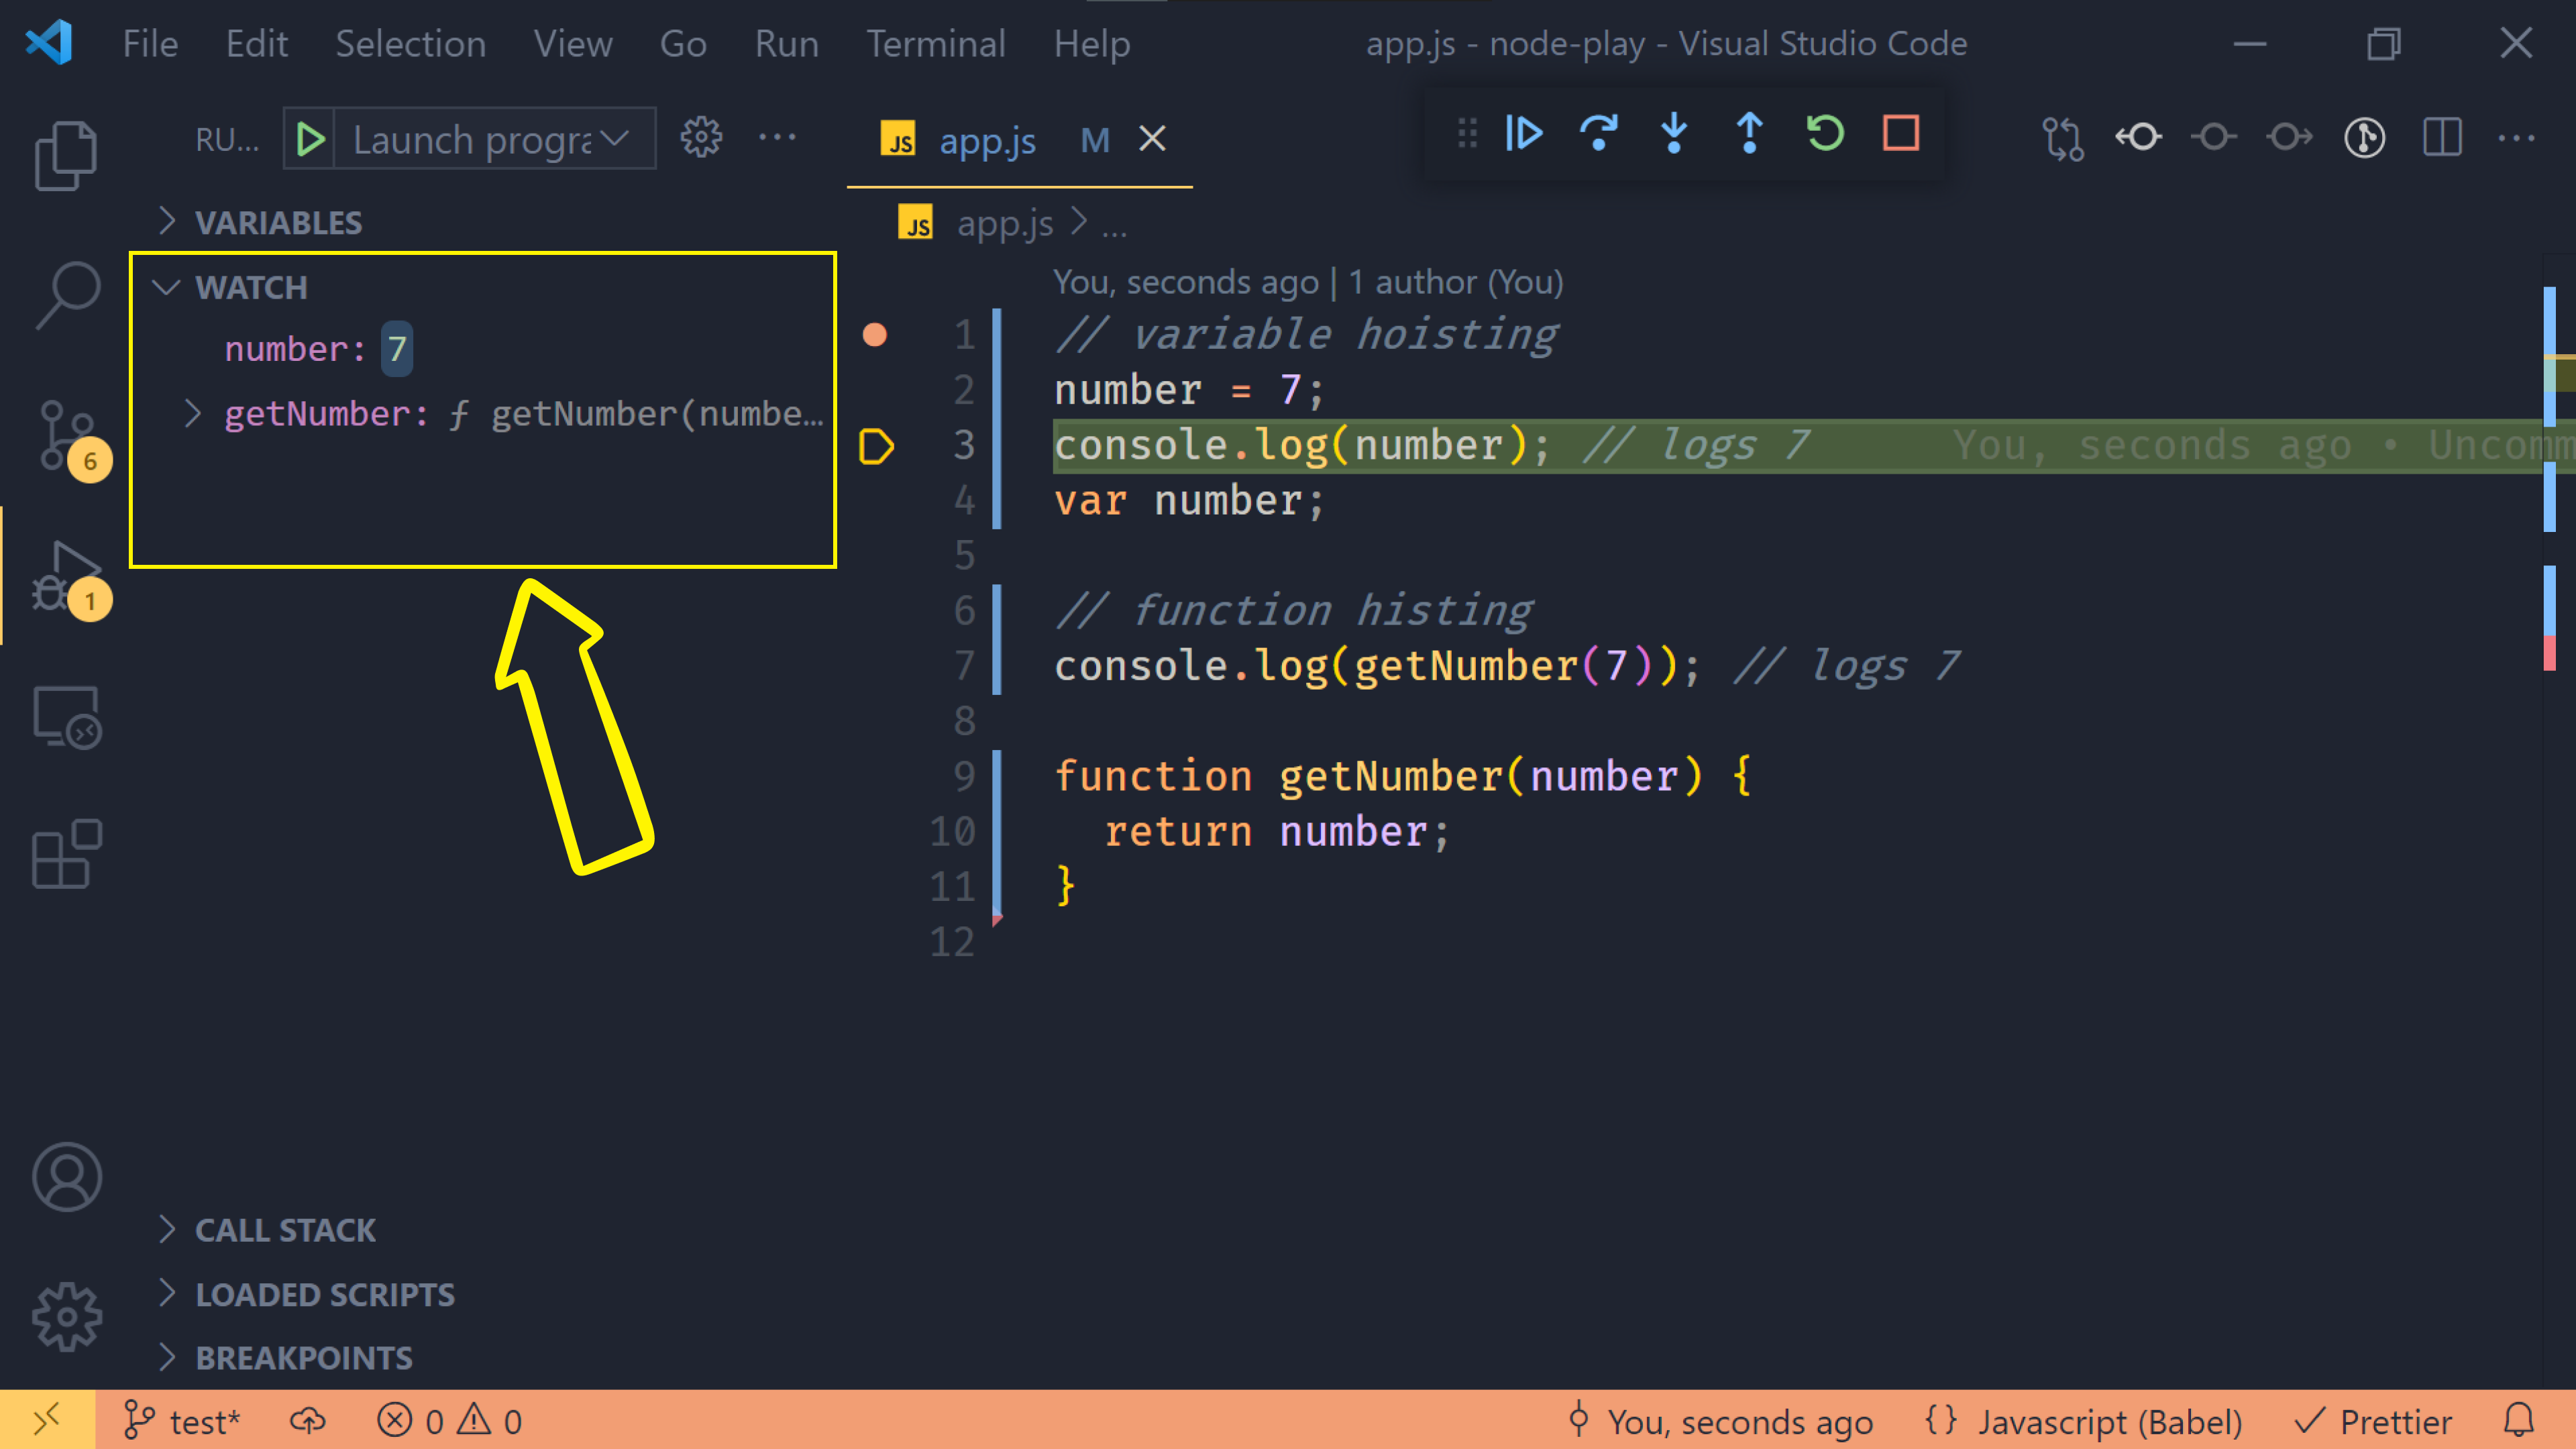 File Edit Selection View Go Run Terminal Help app.js - node-play - Visual Studio Code
RU... Launch progra
JS app.js M
VARIABLES
JS app.js > ...
WATCH
number: 7
getNumber: ƒ getNumber(numbe...
6
1
You, seconds ago | 1 author (You)
1 // variable hoisting
2 number = 7;
3 console.log(number); // logs 7 You, seconds ago • Uncomm
4 var number;
5
6 // function histing
7 console.log(getNumber(7)); // logs 7
8
9 function getNumber(number) {
10 return number;
11 }
12
CALL STACK
LOADED SCRIPTS
BREAKPOINTS
test* 0 0 You, seconds ago {} Javascript (Babel) Prettier